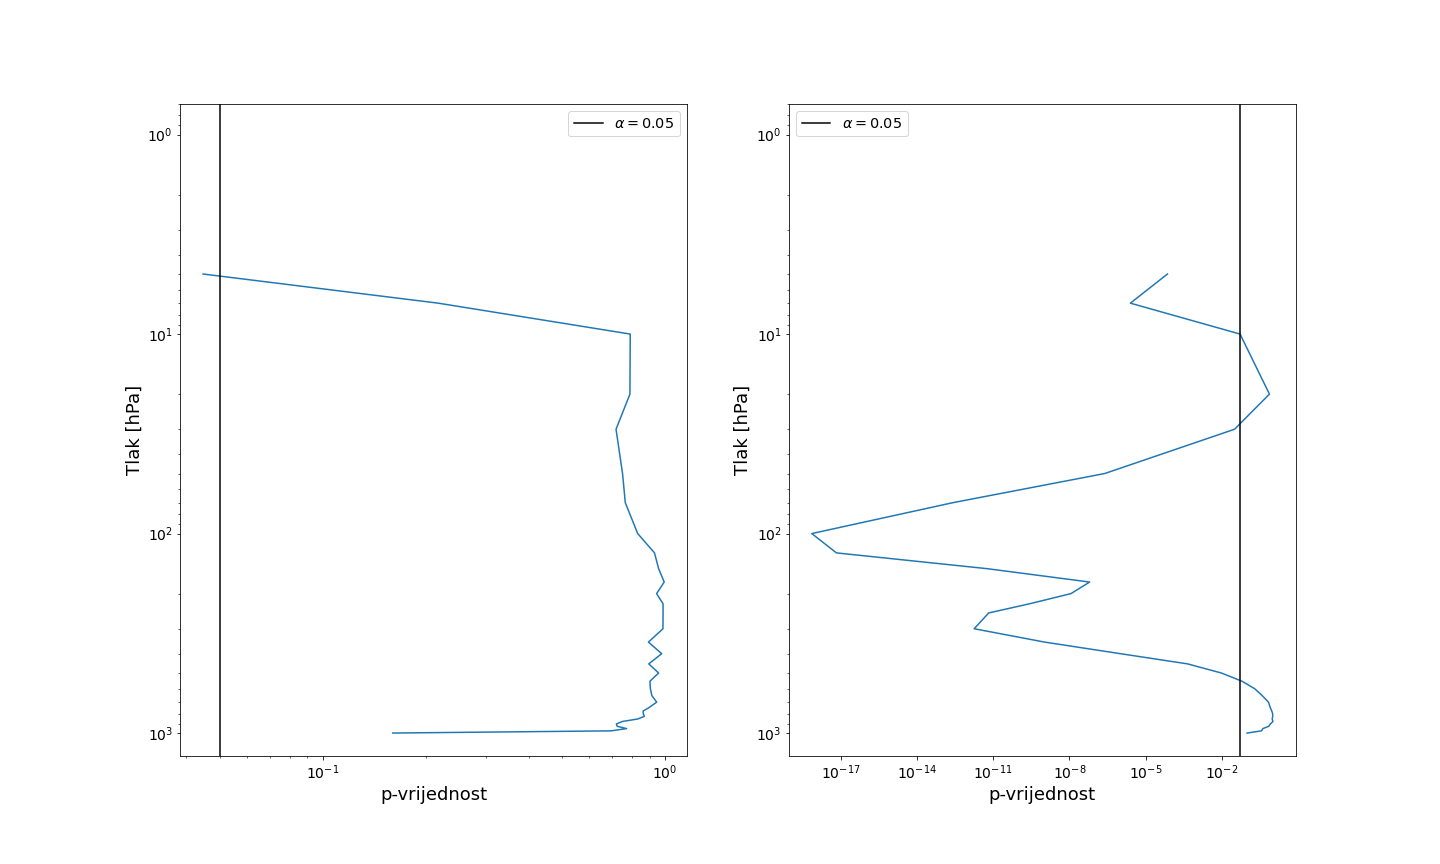 α = 0.05
10⁰
10¹
10²
10³
Tlak [hPa]
10⁻¹
10⁰
p-vrijednost
α = 0.05
10⁰
10¹
10²
10³
Tlak [hPa]
10⁻¹⁷
10⁻¹⁴
10⁻¹¹
10⁻⁸
10⁻⁵
10⁻²
p-vrijednost